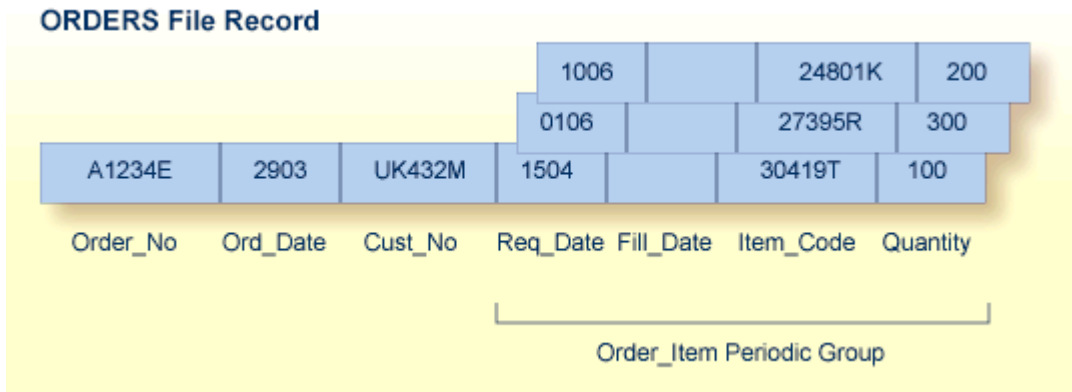 ORDERS File Record
1006 24801K 200
0106 27395R 300
A1234E 2903 UK432M 1504 30419T 100
Order_No Ord_Date Cust_No Req_Date Fill_Date Item_Code Quantity
Order_Item Periodic Group